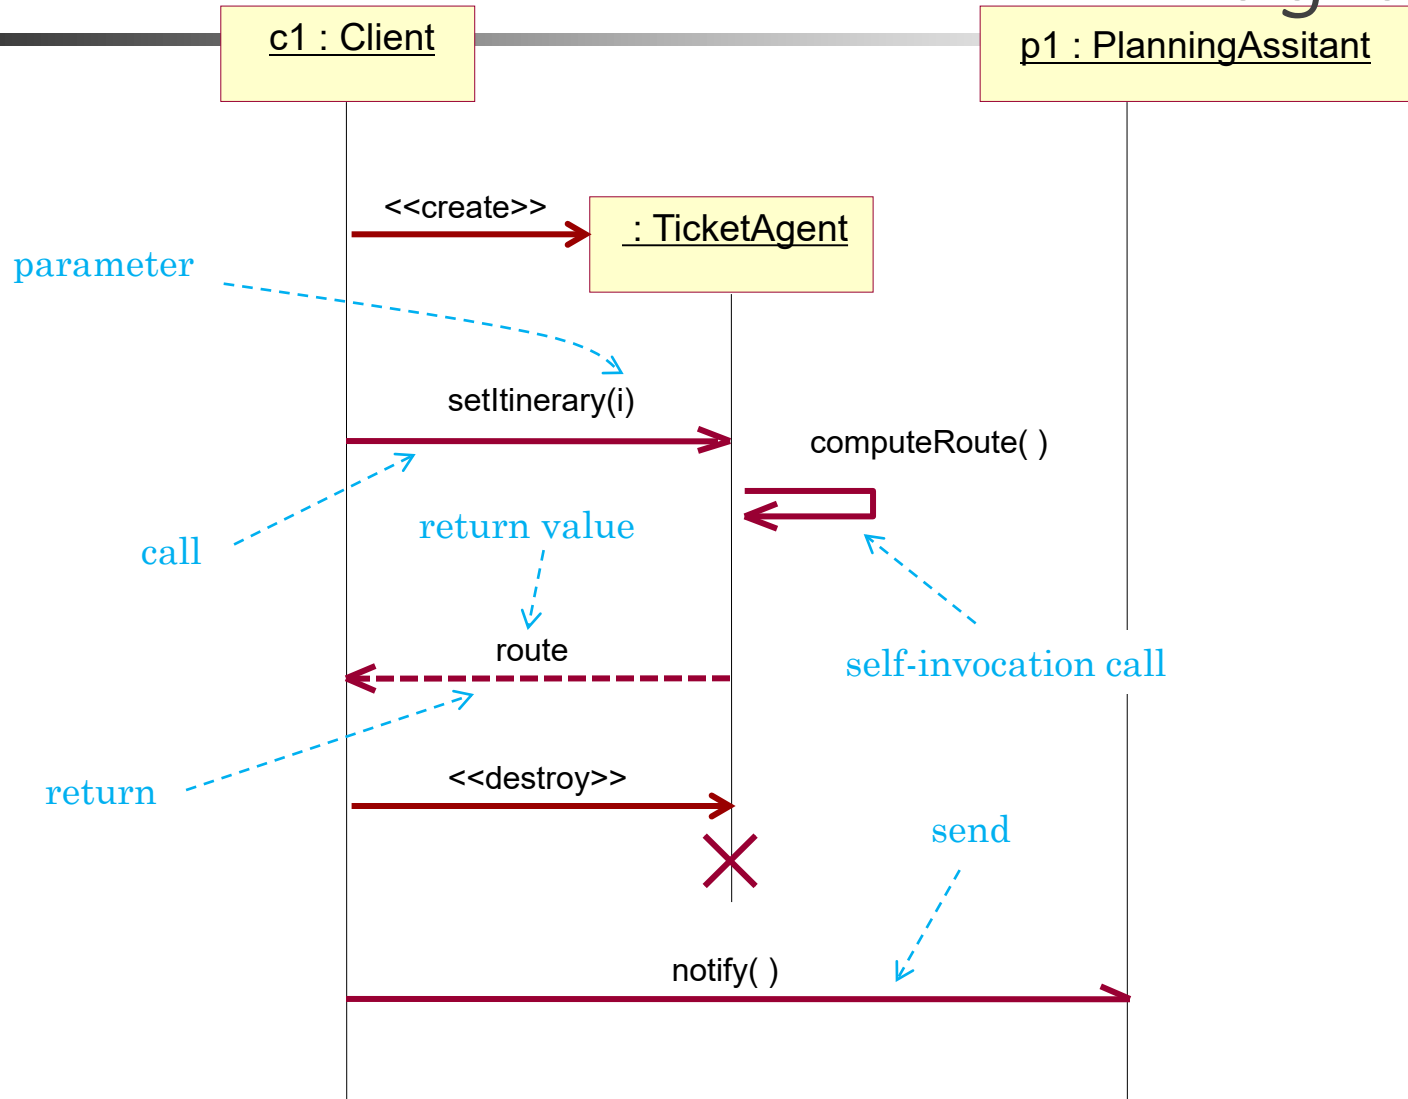 c1 : Client
p1 : PlanningAssitant
<<create>>
: TicketAgent
parameter
setItinerary(i)
computeRoute( )
return value
call
route
self-invocation call
<<destroy>>
return
send
notify( )